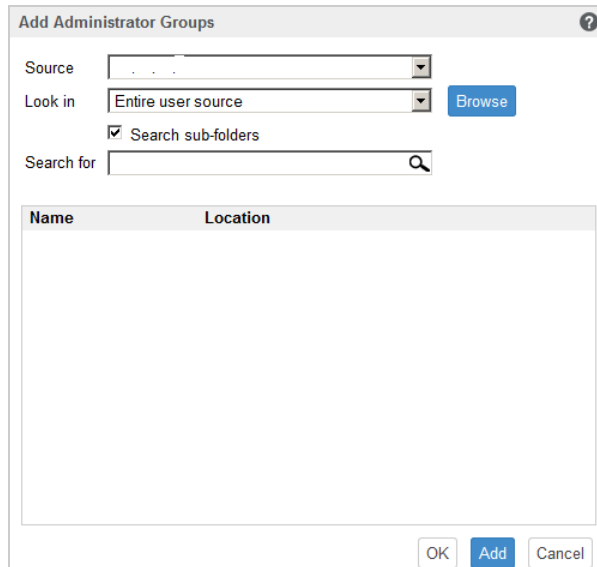 Add Administrator Groups ?
Source
Look in Entire user source Browse
Search sub-folders
Search for
Name Location
OK Add Cancel